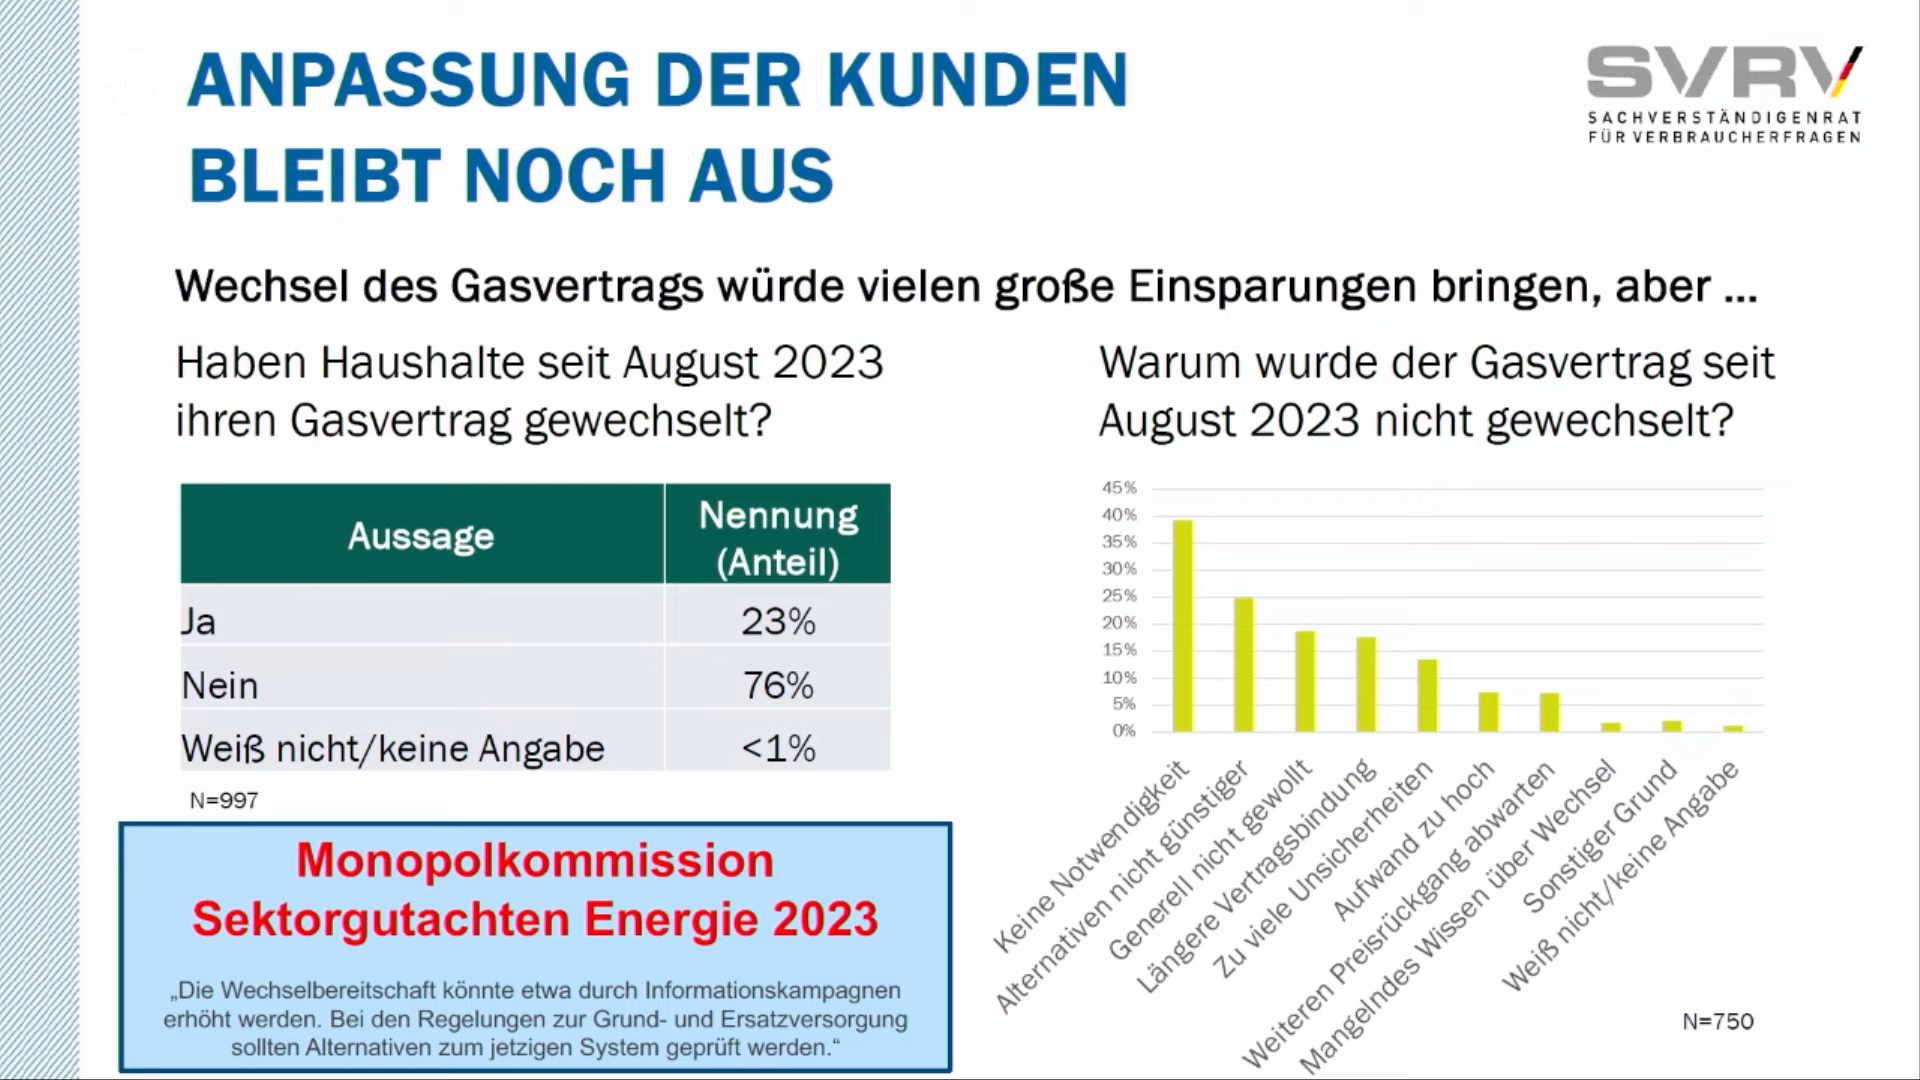 ANPASSUNG DER KUNDEN
BLEIBT NOCH AUS
SVRV
SACHVERSTÄNDIGENRAT
FÜR VERBRAUCHERFRAGEN
Wechsel des Gasvertrags würde vielen große Einsparungen bringen, aber ...
Haben Haushalte seit August 2023
ihren Gasvertrag gewechselt?
Aussage
Nennung
(Anteil)
Ja
23%
Nein
76%
Weiß nicht/keine Angabe
<1%
N=997
Monopolkommission
Sektorgutachten Energie 2023
„Die Wechselbereitschaft könnte etwa durch Informationskampagnen
erhöht werden. Bei den Regelungen zur Grund- und Ersatzversorgung
sollten Alternativen zum jetzigen System geprüft werden.“
Warum wurde der Gasvertrag seit
August 2023 nicht gewechselt?
45%
40%
35%
30%
25%
20%
15%
10%
5%
0%
Keine Notwendigkeit
Alternativen nicht günstiger
Generell nicht gewollt
Längere Vertragsbindung
Zu viele Unsicherheiten
Aufwand zu hoch
Weiteren Preisrückgang abwarten
Mangelndes Wissen über Wechsel
Sonstiger Grund
Weiß nicht/keine Angabe
N=750